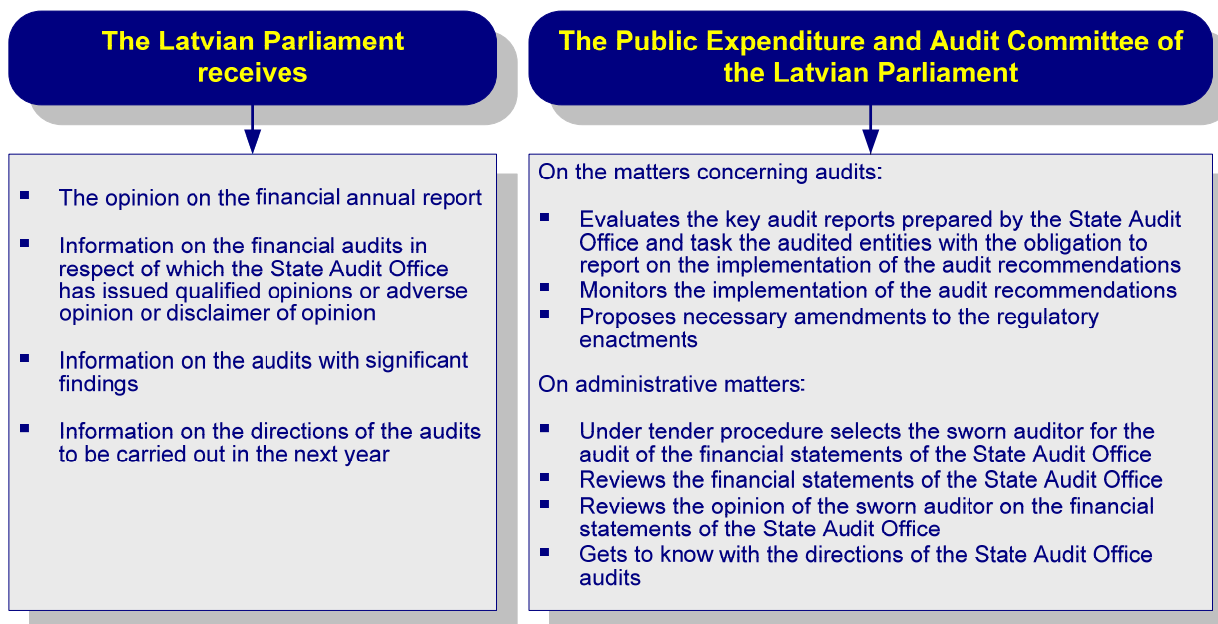 The Latvian Parliament
receives
▪ The opinion on the financial annual report
▪ Information on the financial audits in
respect of which the State Audit Office
has issued qualified opinions or adverse
opinion or disclaimer of opinion
▪ Information on the audits with significant
findings
▪ Information on the directions of the audits
to be carried out in the next year
The Public Expenditure and Audit Committee of
the Latvian Parliament
On the matters concerning audits:
▪ Evaluates the key audit reports prepared by the State Audit
Office and task the audited entities with the obligation to
report on the implementation of the audit recommendations
▪ Monitors the implementation of the audit recommendations
▪ Proposes necessary amendments to the regulatory
enactments
On administrative matters:
▪ Under tender procedure selects the sworn auditor for the
audit of the financial statements of the State Audit Office
▪ Reviews the financial statements of the State Audit Office
▪ Reviews the opinion of the sworn auditor on the financial
statements of the State Audit Office
▪ Gets to know with the directions of the State Audit Office
audits